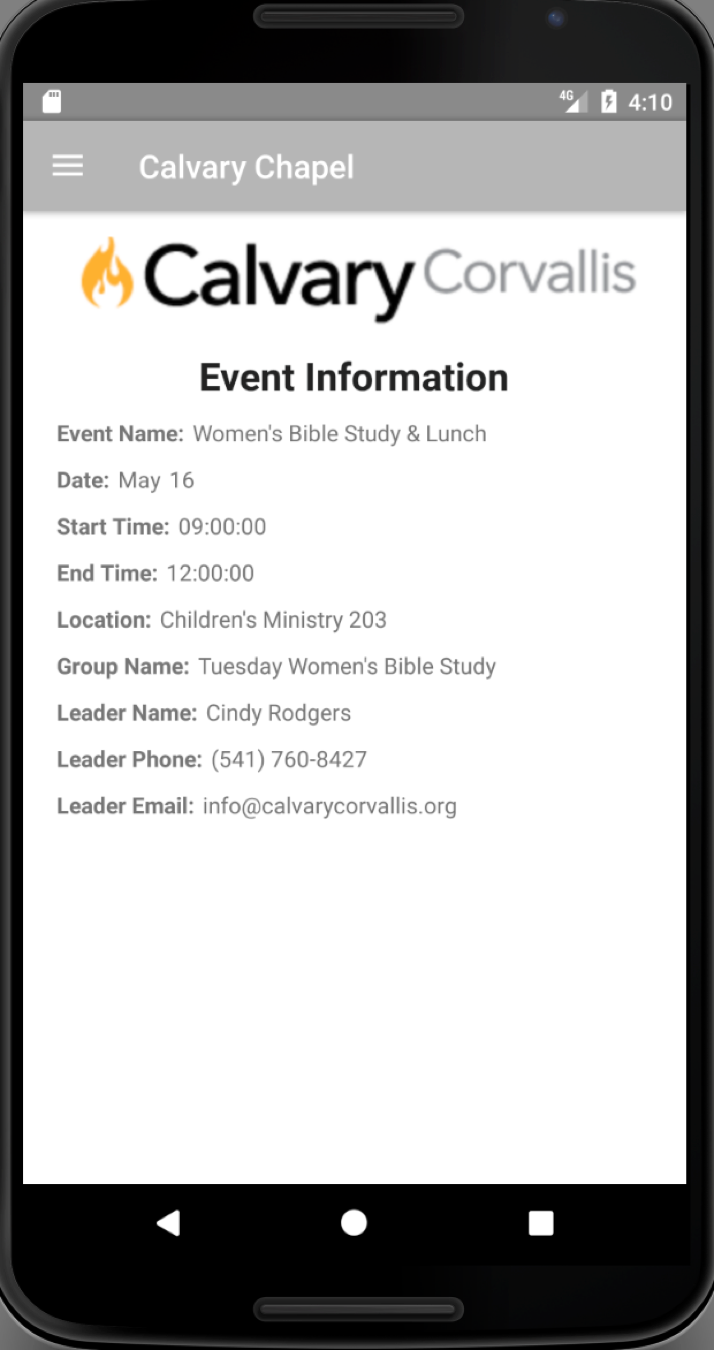 4G 4:10
Calvary Chapel
Calvary Corvallis
Event Information
Event Name: Women's Bible Study & Lunch
Date: May 16
Start Time: 09:00:00
End Time: 12:00:00
Location: Children's Ministry 203
Group Name: Tuesday Women's Bible Study
Leader Name: Cindy Rodgers
Leader Phone: (541) 760-8427
Leader Email: info@calvarycorvallis.org